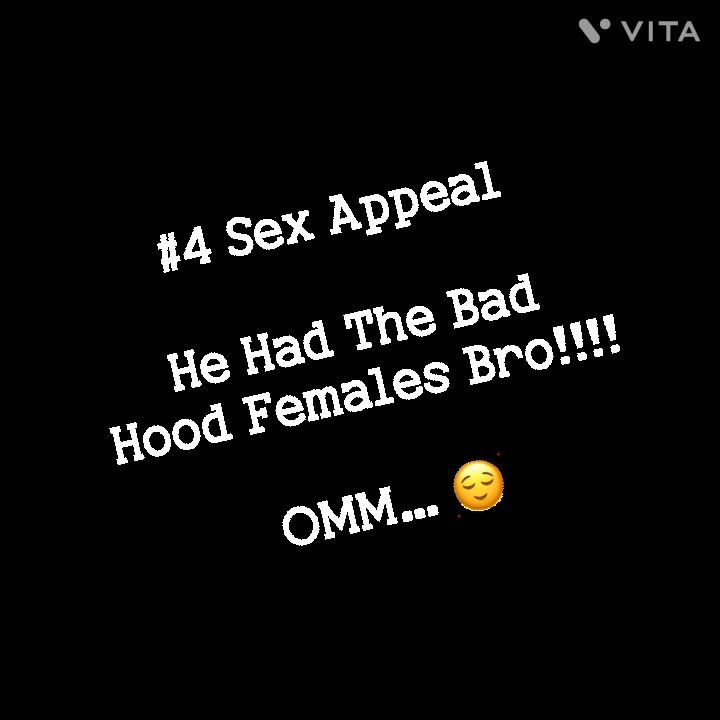 VITA
#4 Sex Appeal
He Had The Bad
Hood Females Bro!!!!
OMM... 😌